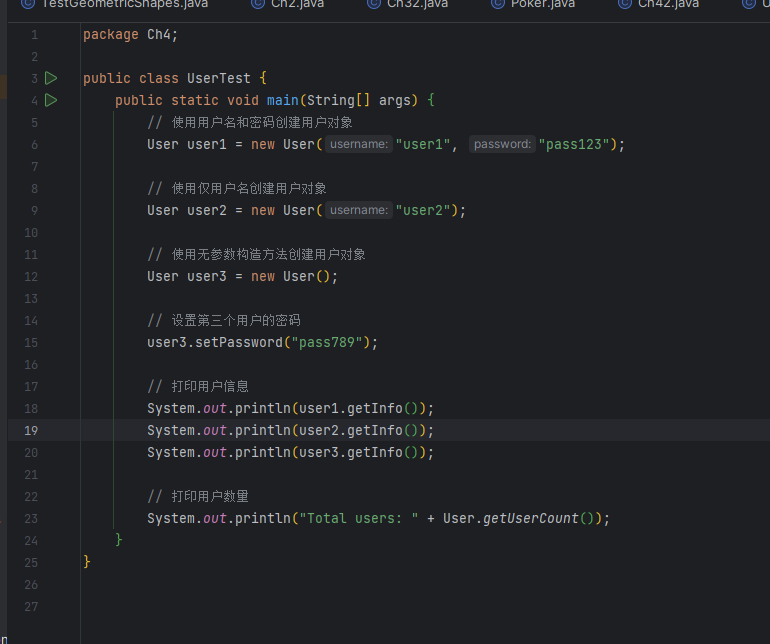 TestGeometricShapes.java Ch2.java Ch32.java Poker.java Ch42.java
1 package Ch4;
2
3 public class UserTest {
4 public static void main(String[] args) {
5 // 使用用户名和密码创建用户对象
6 User user1 = new User( username: "user1", password: "pass123");
7
8 // 使用仅用户名创建用户对象
9 User user2 = new User( username: "user2");
10
11 // 使用无参数构造方法创建用户对象
12 User user3 = new User();
13
14 // 设置第三个用户的密码
15 user3.setPassword("pass789");
16
17 // 打印用户信息
18 System.out.println(user1.getInfo());
19 System.out.println(user2.getInfo());
20 System.out.println(user3.getInfo());
21
22 // 打印用户数量
23 System.out.println("Total users: " + User.getUserCount());
24 }
25 }
26
27